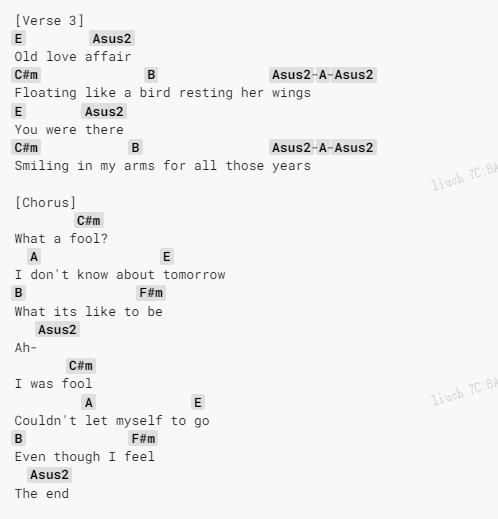 [Verse 3]
E Asus2
Old love affair
C#m B Asus2-A-Asus2
Floating like a bird resting her wings
E Asus2
You were there
C#m B Asus2-A-Asus2
Smiling in my arms for all those years
[Chorus]
C#m
What a fool?
A E
I don't know about tomorrow
B F#m
What its like to be
Asus2
Ah-
C#m
I was fool
A E
Couldn't let myself to go
B F#m
Even though I feel
Asus2
The end
liuch 7C:8A
liuch 7C:8A